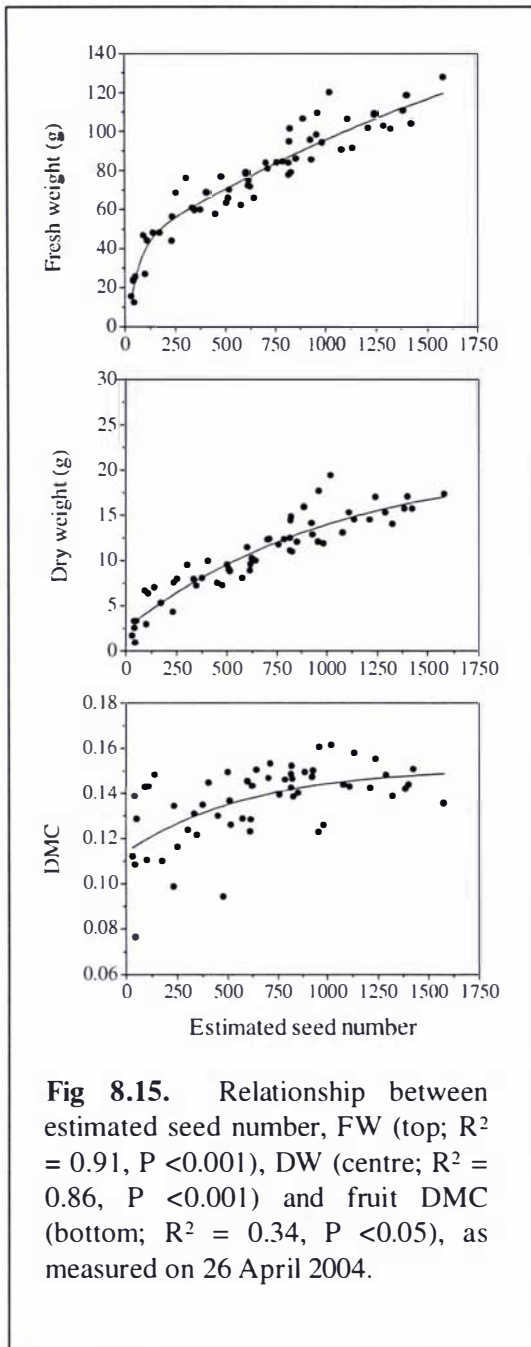 140
120
100
80
60
40
20
0
Fresh weight (g)
0 250 500 750 1000 1250 1500 1750
30
25
20
15
10
5
0
Dry weight (g)
0 250 500 750 1000 1250 1500 1750
0.18
0.16
0.14
0.12
0.10
0.08
0.06
DMC
0 250 500 750 1000 1250 1500 1750
Estimated seed number
Fig 8.15. Relationship between
estimated seed number, FW (top; R²
= 0.91, P <0.001), DW (centre; R² =
0.86, P <0.001) and fruit DMC
(bottom; R² = 0.34, P <0.05), as
measured on 26 April 2004.